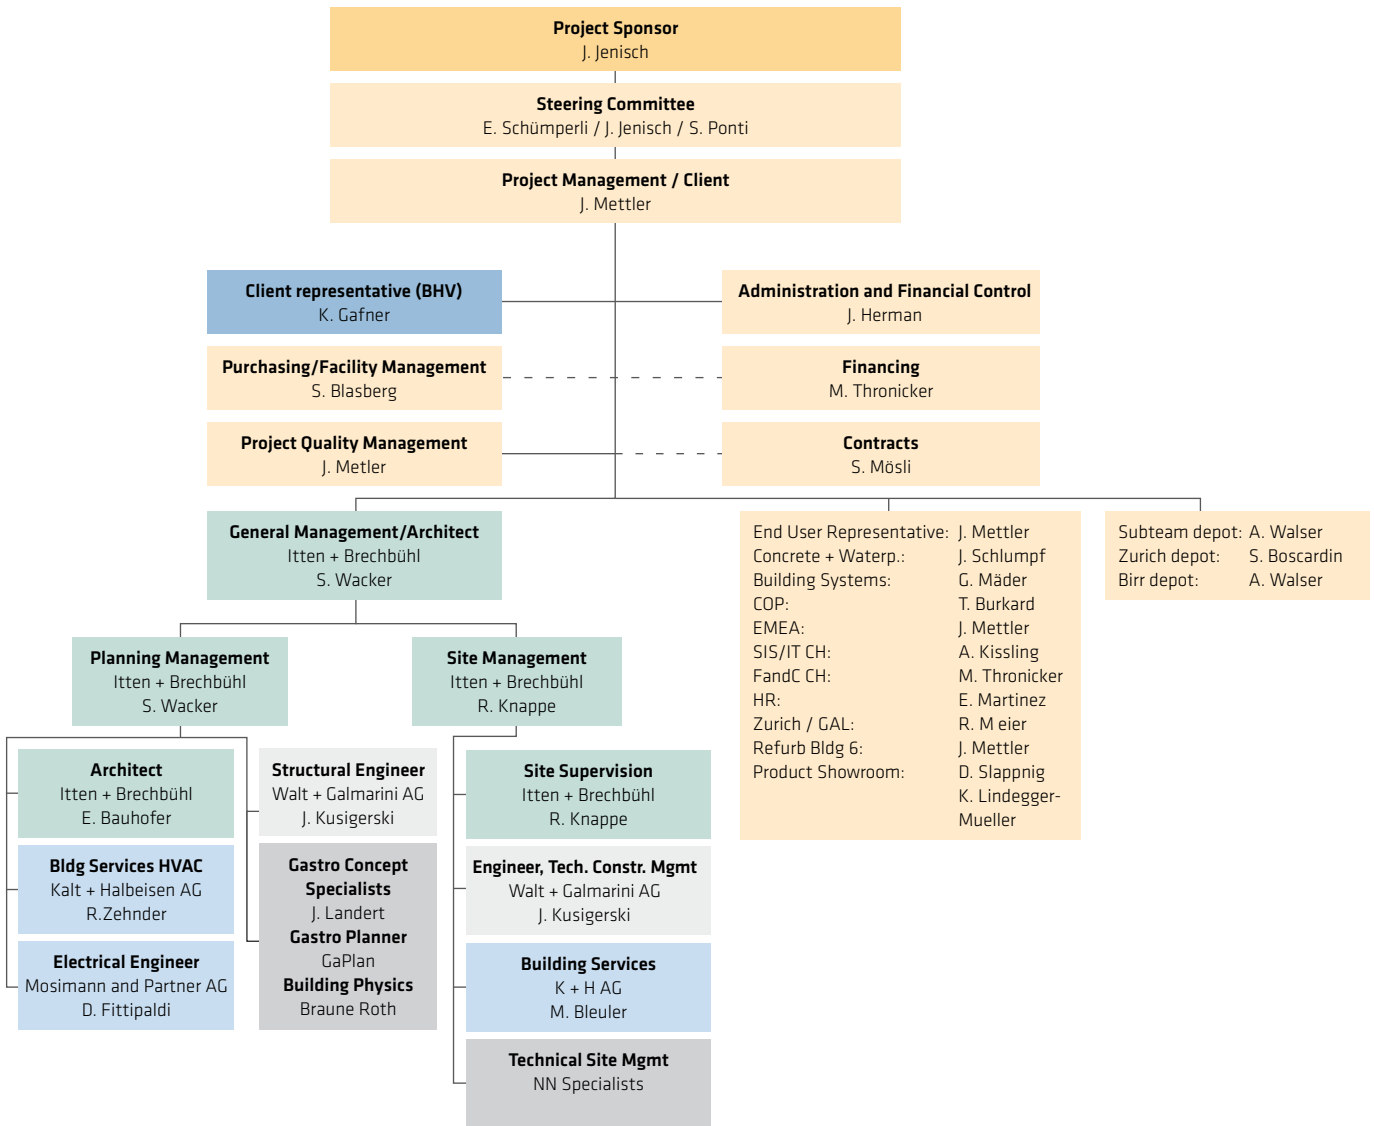 Project Sponsor
J. Jenisch
Steering Committee
E. Schümperli / J. Jenisch / S. Ponti
Project Management / Client
J. Mettler
Client representative (BHV)
K. Gafner
Administration and Financial Control
J. Herman
Purchasing/Facility Management
S. Blasberg
Financing
M. Thronicker
Project Quality Management
J. Metler
Contracts
S. Mösli
General Management/Architect
Itten + Brechbühl
S. Wacker
End User Representative: J. Mettler
Concrete + Waterp.: J. Schlumpf
Building Systems: G. Mäder
COP: T. Burkard
EMEA: J. Mettler
SIS/IT CH: A. Kissling
FandC CH: M. Thronicker
HR: E. Martinez
Zurich / GAL: R. M eier
Refurb Bldg 6: J. Mettler
Product Showroom: D. Slappnig
K. Lindegger-
Mueller
Subteam depot: A. Walser
Zurich depot: S. Boscardin
Birr depot: A. Walser
Planning Management
Itten + Brechbühl
S. Wacker
Site Management
Itten + Brechbühl
R. Knappe
Architect
Itten + Brechbühl
E. Bauhofer
Bldg Services HVAC
Kalt + Halbeisen AG
R.Zehnder
Electrical Engineer
Mosimann and Partner AG
D. Fittipaldi
Structural Engineer
Walt + Galmarini AG
J. Kusigerski
Gastro Concept
Specialists
J. Landert
Gastro Planner
GaPlan
Building Physics
Braune Roth
Site Supervision
Itten + Brechbühl
R. Knappe
Engineer, Tech. Constr. Mgmt
Walt + Galmarini AG
J. Kusigerski
Building Services
K + H AG
M. Bleuler
Technical Site Mgmt
NN Specialists